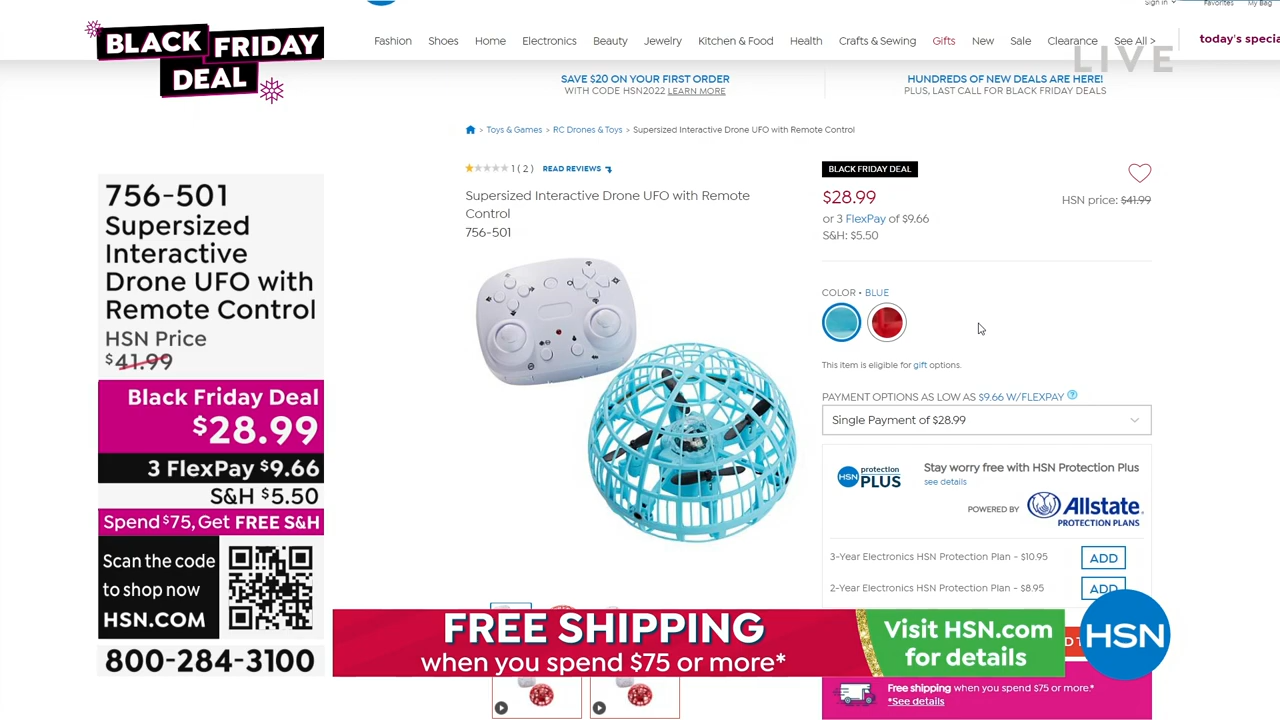 BLACK FRIDAY
DEAL
Sign in
Favorites
My Bag
Fashion
Shoes
Home
Electronics
Beauty
Jewelry
Kitchen & Food
Health
Crafts & Sewing
Gifts
New
Sale
Clearance
See All >
today's specia
LIVE
SAVE $20 ON YOUR FIRST ORDER
WITH CODE HSN2022 LEARN MORE
HUNDREDS OF NEW DEALS ARE HERE!
PLUS, LAST CALL FOR BLACK FRIDAY DEALS
> Toys & Games > RC Drones & Toys > Supersized Interactive Drone UFO with Remote Control
756-501
Supersized
Interactive
Drone UFO with
Remote Control
HSN Price
$41.99
Black Friday Deal
$28.99
3 FlexPay $9.66
S&H $5.50
Spend $75, Get FREE S&H
Scan the code
to shop now
HSN.COM
800-284-3100
1 ( 2 ) READ REVIEWS
Supersized Interactive Drone UFO with Remote
Control
756-501
BLACK FRIDAY DEAL
$28.99
HSN price: $41.99
or 3 FlexPay of $9.66
S&H: $5.50
COLOR • BLUE
This item is eligible for gift options.
PAYMENT OPTIONS AS LOW AS $9.66 W/FLEXPAY ?
Single Payment of $28.99
HSN protection PLUS
Stay worry free with HSN Protection Plus
see details
POWERED BY Allstate
PROTECTION PLANS
3-Year Electronics HSN Protection Plan - $10.95 ADD
2-Year Electronics HSN Protection Plan - $8.95 ADD
FREE SHIPPING
when you spend $75 or more*
Visit HSN.com
for details
HSN
Free shipping when you spend $75 or more.*
*See details